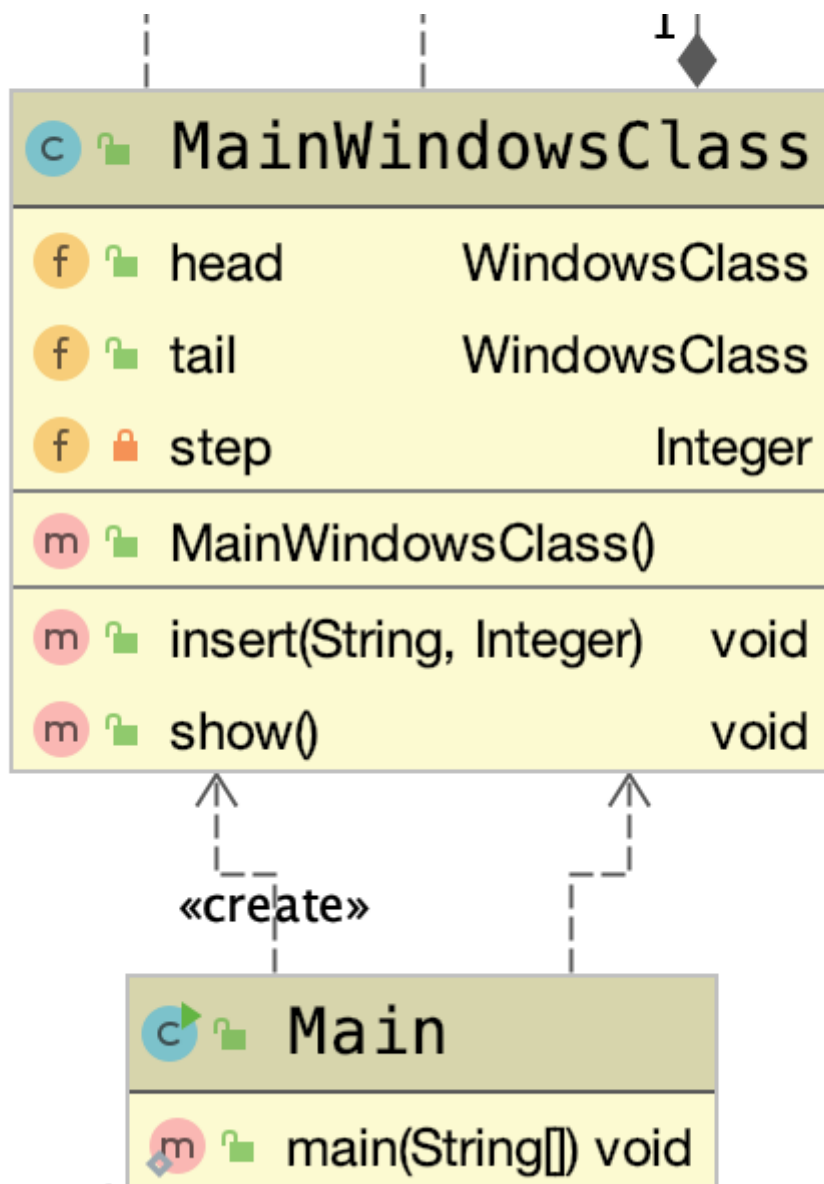 1
c MainWindowsClass
f head WindowsClass
f tail WindowsClass
f step Integer
m MainWindowsClass()
m insert(String, Integer) void
m show() void
«create»
c Main
m main(String[]) void